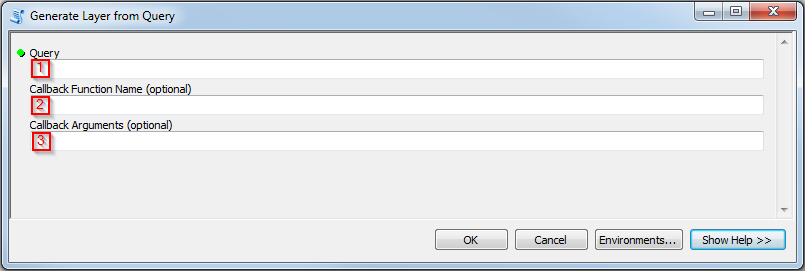 Generate Layer from Query
Query
1
Callback Function Name (optional)
2
Callback Arguments (optional)
3
OK Cancel Environments... Show Help >>